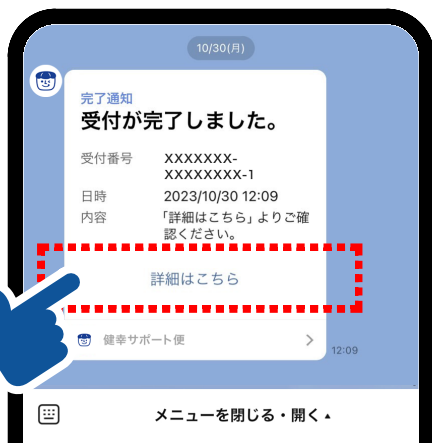 10/30(月)
完了通知
受付が完了しました。
受付番号 XXXXXXX-
XXXXXXXX-1
日時 2023/10/30 12:09
内容 「詳細はこちら」よりご確
認ください。
詳細はこちら
健幸サポート便
12:09
メニューを閉じる・開く▲